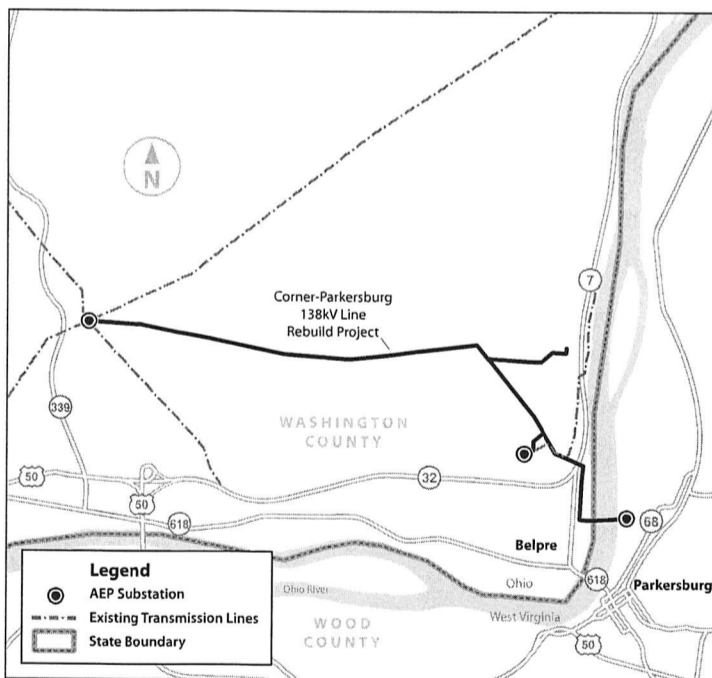 N
7
Corner-Parkersburg
138kV Line
Rebuild Project
339
WASHINGTON
COUNTY
50
32
50
618
68
Belpre
Legend
AEP Substation
Existing Transmission Lines
State Boundary
Ohio River
Ohio
618
Parkersburg
West Virginia
WOOD
COUNTY
50